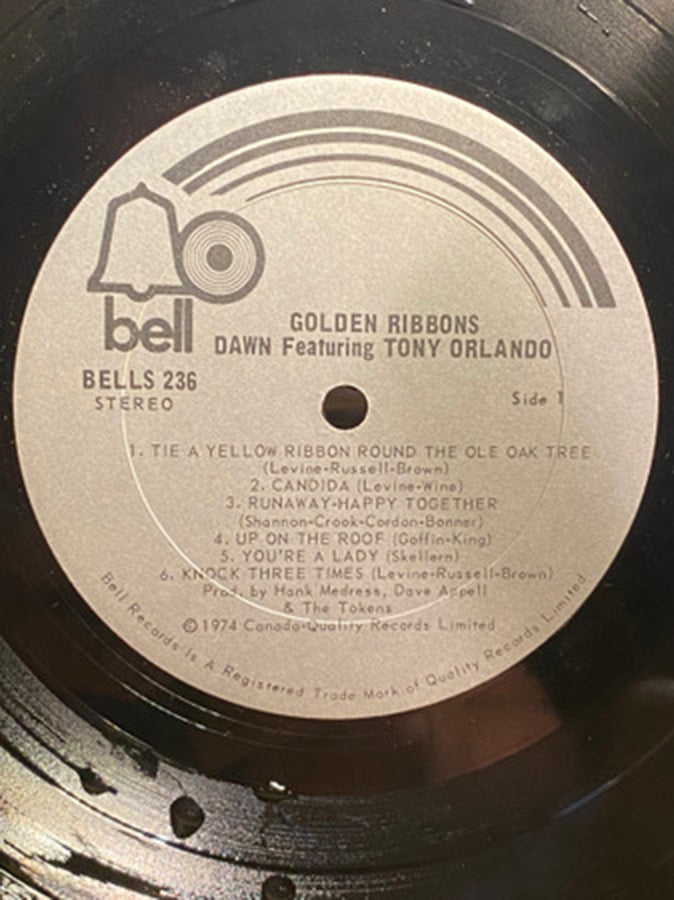 bell
GOLDEN RIBBONS
DAWN Featuring TONY ORLANDO
BELLS 236
STEREO
Side 1
1. TIE A YELLOW RIBBON ROUND THE OLE OAK TREE
(Levine-Russell-Brown)
2. CANDIDA (Levine-Wine)
3. RUNAWAY-HAPPY TOGETHER
(Shannon-Crook-Cordon-Bonner)
4. UP ON THE ROOF (Goffin-King)
5. YOU'RE A LADY (Skellern)
6. KNOCK THREE TIMES (Levine-Russell-Brown)
Prod. by Hank Medress, Dave Appell
& The Tokens
©1974 Canada-Quality Records Limited
Bell Records Is A Registered Trade Mark of Quality Records Limited